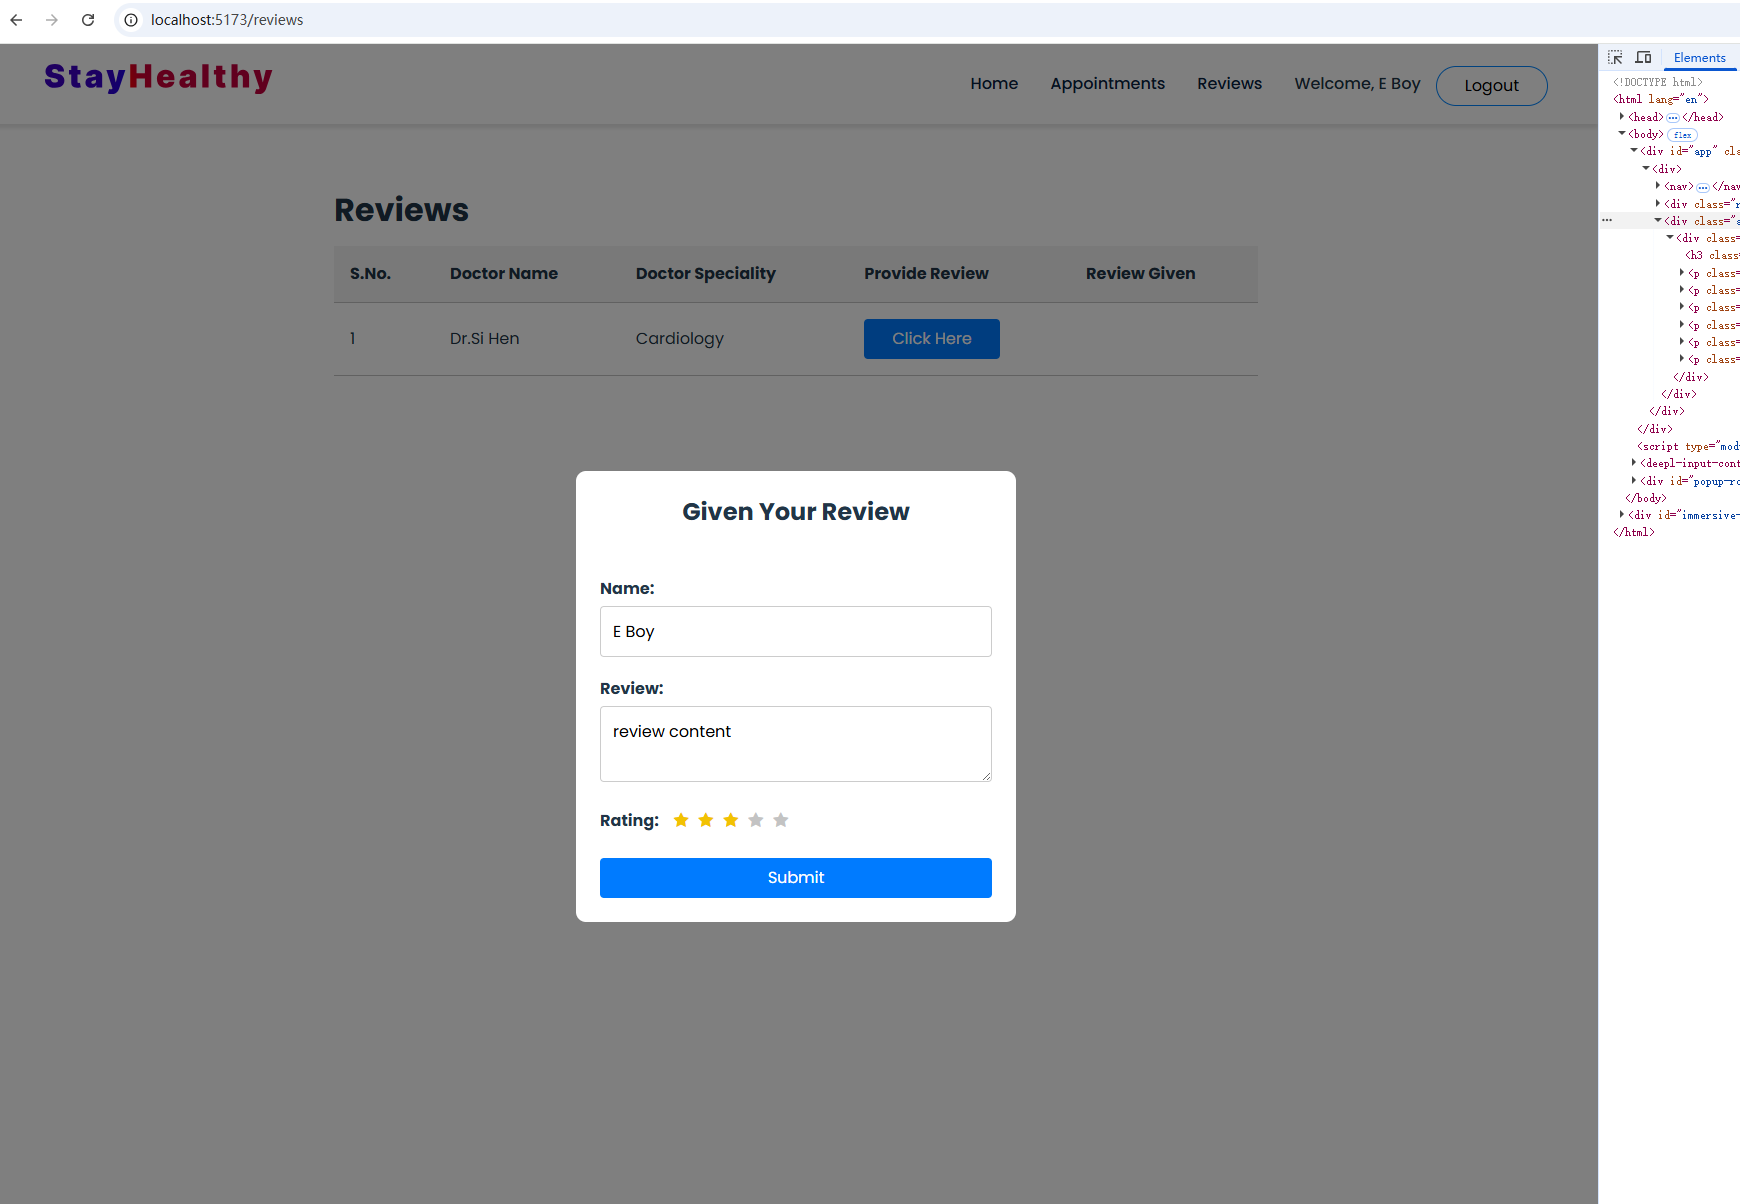 localhost:5173/reviews
StayHealthy
Home Appointments Reviews Welcome, E Boy Logout
Reviews
S.No. Doctor Name Doctor Speciality Provide Review Review Given
1 Dr.Si Hen Cardiology Click Here
Given Your Review
Name:
E Boy
Review:
review content
Rating:
Submit
Elements
<!DOCTYPE html>
<html lang="en">
<head> </head>
<body> flex
<div id="app" cla
<div>
<nav> </nav
<div class="r
<div class="a
<div class=
<h3 class=
<p class=
<p class=
<p class=
<p class=
<p class=
<p class=
</div>
</div>
</div>
</div>
<script type="modu
<deepl-input-cont
<div id="popup-ro
</body>
<div id="immersive-
</html>